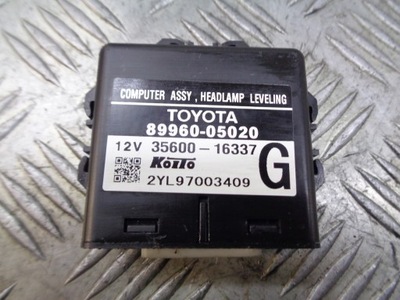 COMPUTER ASSY, HEADLAMP LEVELING
TOYOTA
89960-05020
12V 35600-16337
KOITO
G
2YL97003409